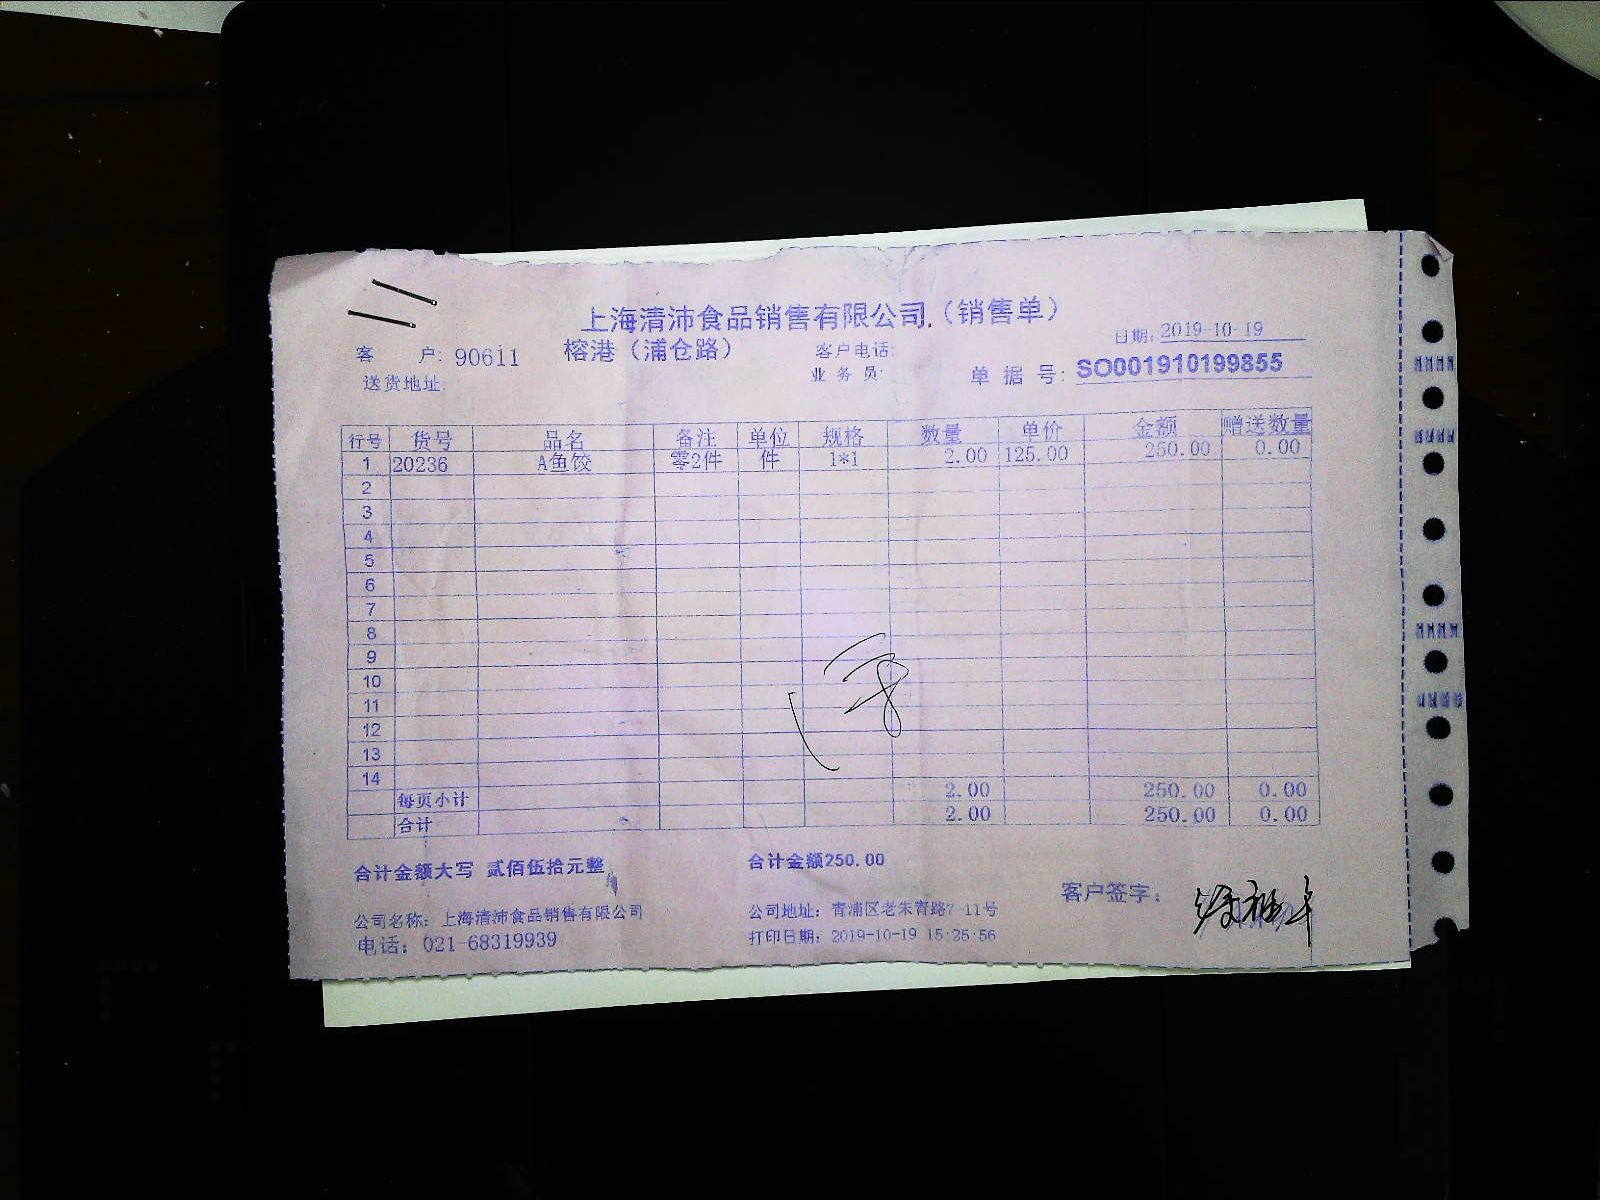 上海清沛食品销售有限公司.（销售单）
日期: 2019-10-19
客 户: 90611 榕港（浦仓路） 客户电话:
送货地址: 业 务 员: 单 据 号: SO001910199855
行号 货号 品名 备注 单位 规格 数量 单价 金额 赠送数量
1 20236 A鱼饺 零2件 件 1*1 2.00 125.00 250.00 0.00
2
3
4
5
6
7
8
9
10
11
12
13
14
每页小计 2.00 250.00 0.00
合计 2.00 250.00 0.00
合计金额大写 贰佰伍拾元整 合计金额250.00
客户签字:
公司名称: 上海清沛食品销售有限公司 公司地址: 青浦区老朱青路7-11号
电话: 021-68319939 打印日期: 2019-10-19 15:25:56